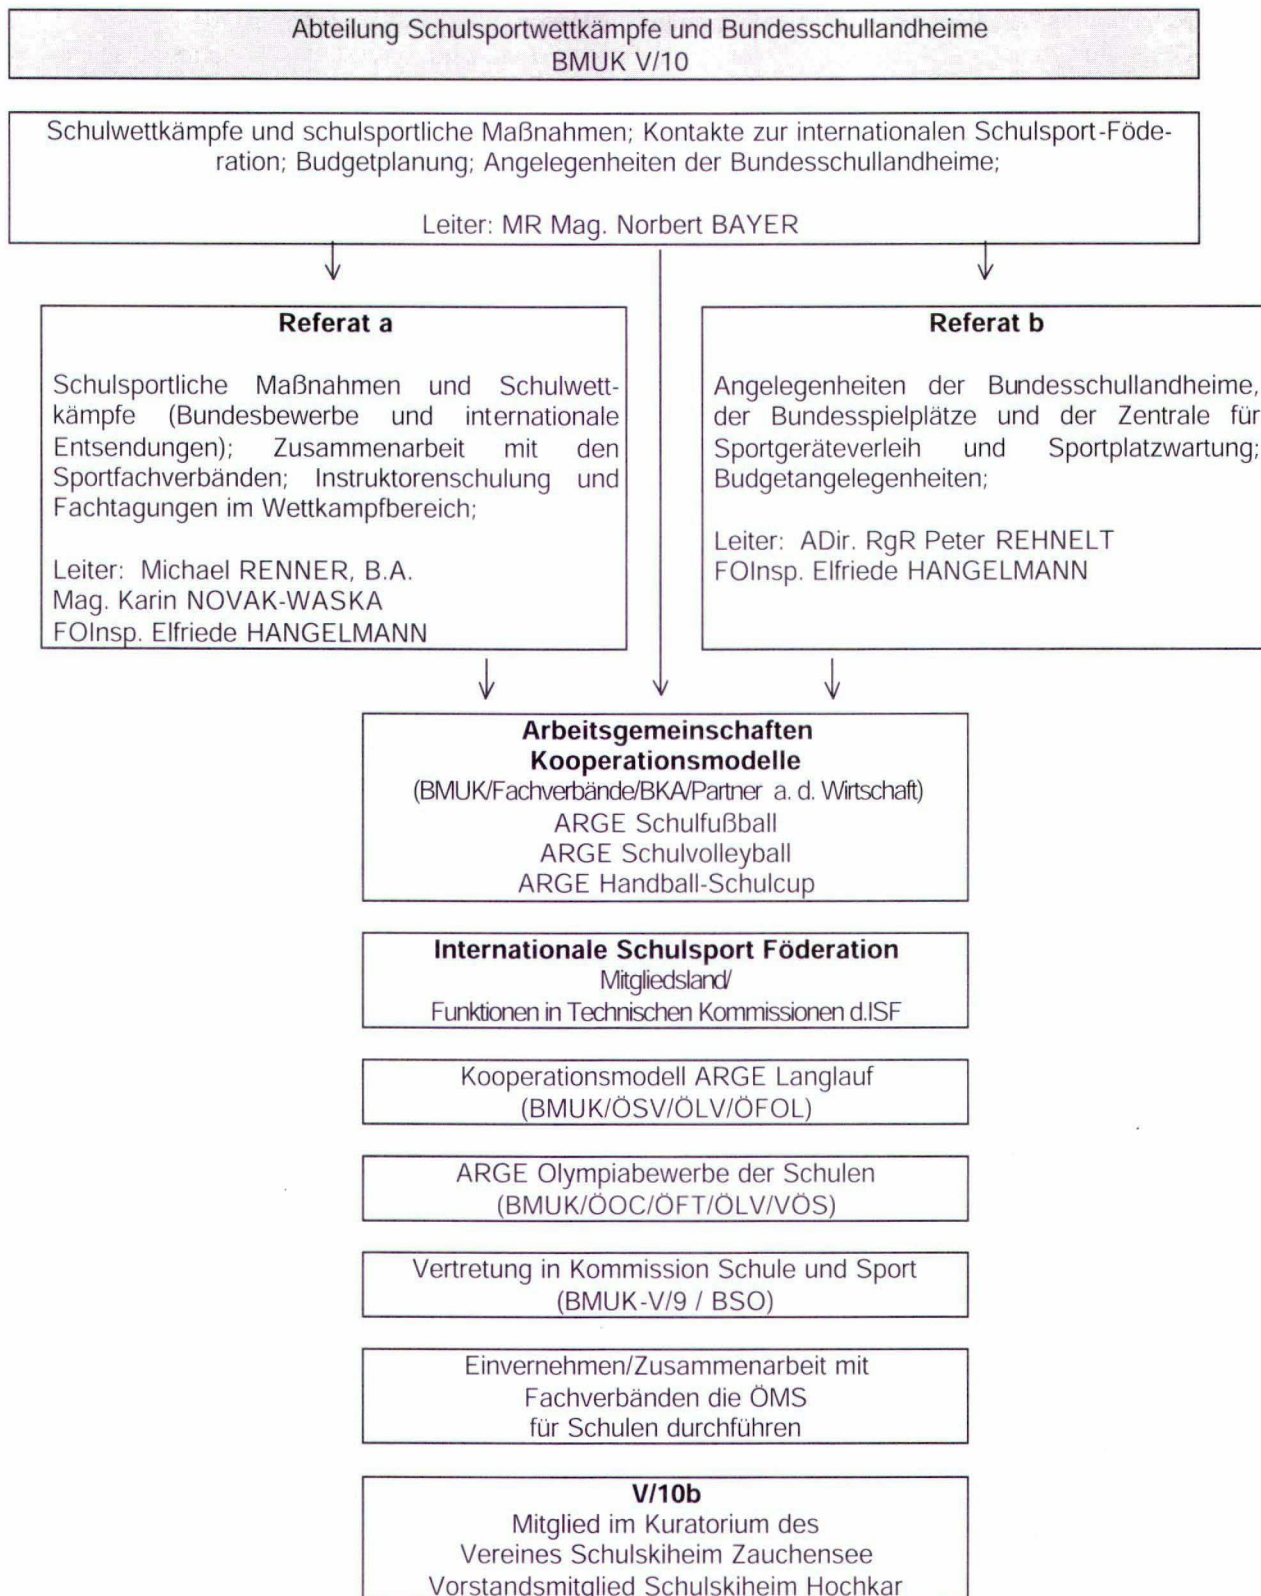 Abteilung Schulsportwettkämpfe und Bundesschullandheime
BMUK V/10
Schulwettkämpfe und schulsportliche Maßnahmen; Kontakte zur internationalen Schulsport-Föde-
ration; Budgetplanung; Angelegenheiten der Bundesschullandheime;
Leiter: MR Mag. Norbert BAYER
Referat a
Schulsportliche Maßnahmen und Schulwett-
kämpfe (Bundesbewerbe und internationale
Entsendungen); Zusammenarbeit mit den
Sportfachverbänden; Instruktorenschulung und
Fachtagungen im Wettkampfbereich;
Leiter: Michael RENNER, B.A.
Mag. Karin NOVAK-WASKA
FOInsp. Elfriede HANGELMANN
Referat b
Angelegenheiten der Bundesschullandheime,
der Bundesspielplätze und der Zentrale für
Sportgeräteverleih und Sportplatzwartung;
Budgetangelegenheiten;
Leiter: ADir. RgR Peter REHNELT
FOInsp. Elfriede HANGELMANN
Arbeitsgemeinschaften
Kooperationsmodelle
(BMUK/Fachverbände/BKA/Partner a. d. Wirtschaft)
ARGE Schulfußball
ARGE Schulvolleyball
ARGE Handball-Schulcup
Internationale Schulsport Föderation
Mitgliedsland/
Funktionen in Technischen Kommissionen d.ISF
Kooperationsmodell ARGE Langlauf
(BMUK/ÖSV/ÖLV/ÖFOL)
ARGE Olympiabewerbe der Schulen
(BMUK/ÖOC/ÖFT/ÖLV/VÖS)
Vertretung in Kommission Schule und Sport
(BMUK-V/9 / BSO)
Einvernehmen/Zusammenarbeit mit
Fachverbänden die ÖMS
für Schulen durchführen
V/10b
Mitglied im Kuratorium des
Vereines Schulskiheim Zauchensee
Vorstandsmitglied Schulskiheim Hochkar